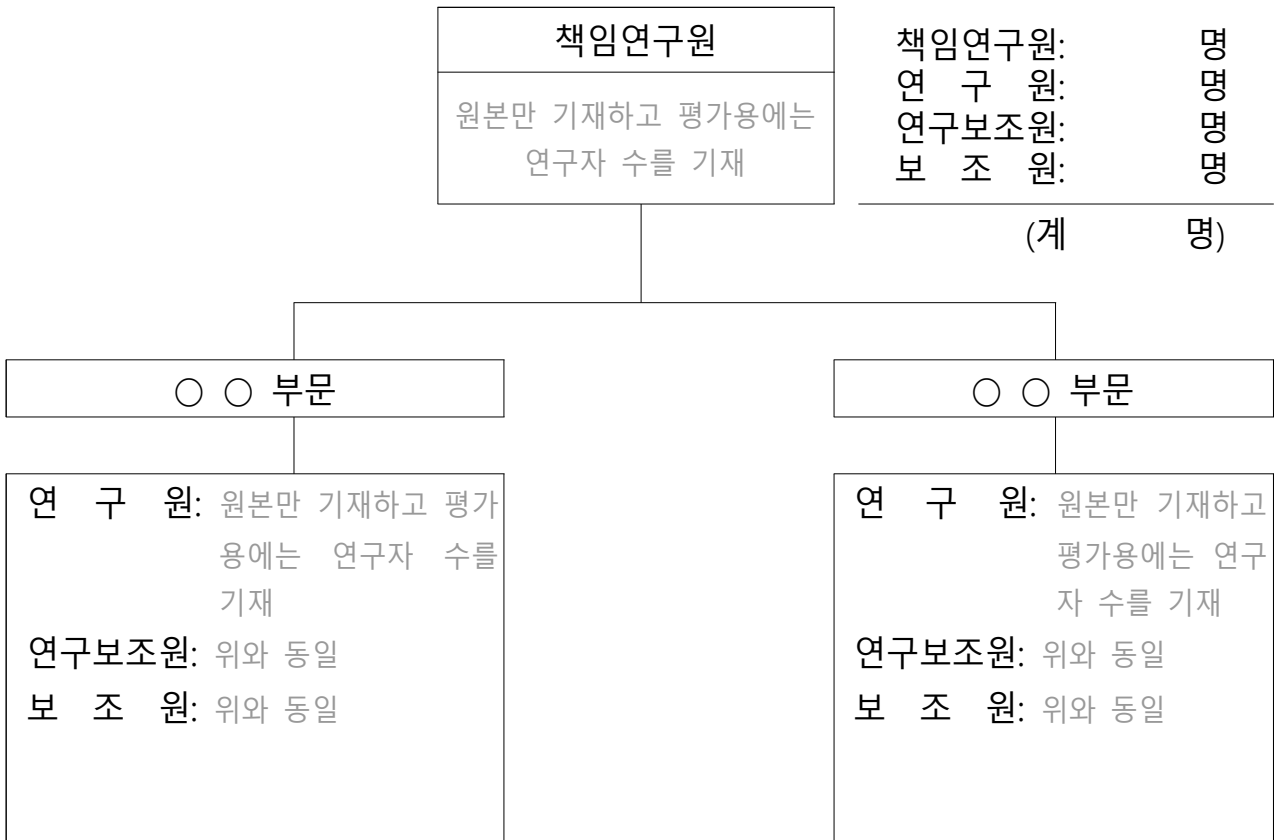 책임연구원
원본만 기재하고 평가용에는
연구자 수를 기재
책임연구원: 명
연 구 원: 명
연구보조원: 명
보 조 원: 명
(계 명)
○ ○ 부문
연 구 원: 원본만 기재하고 평가
용에는 연구자 수를
기재
연구보조원: 위와 동일
보 조 원: 위와 동일
○ ○ 부문
연 구 원: 원본만 기재하고
평가용에는 연구
자 수를 기재
연구보조원: 위와 동일
보 조 원: 위와 동일